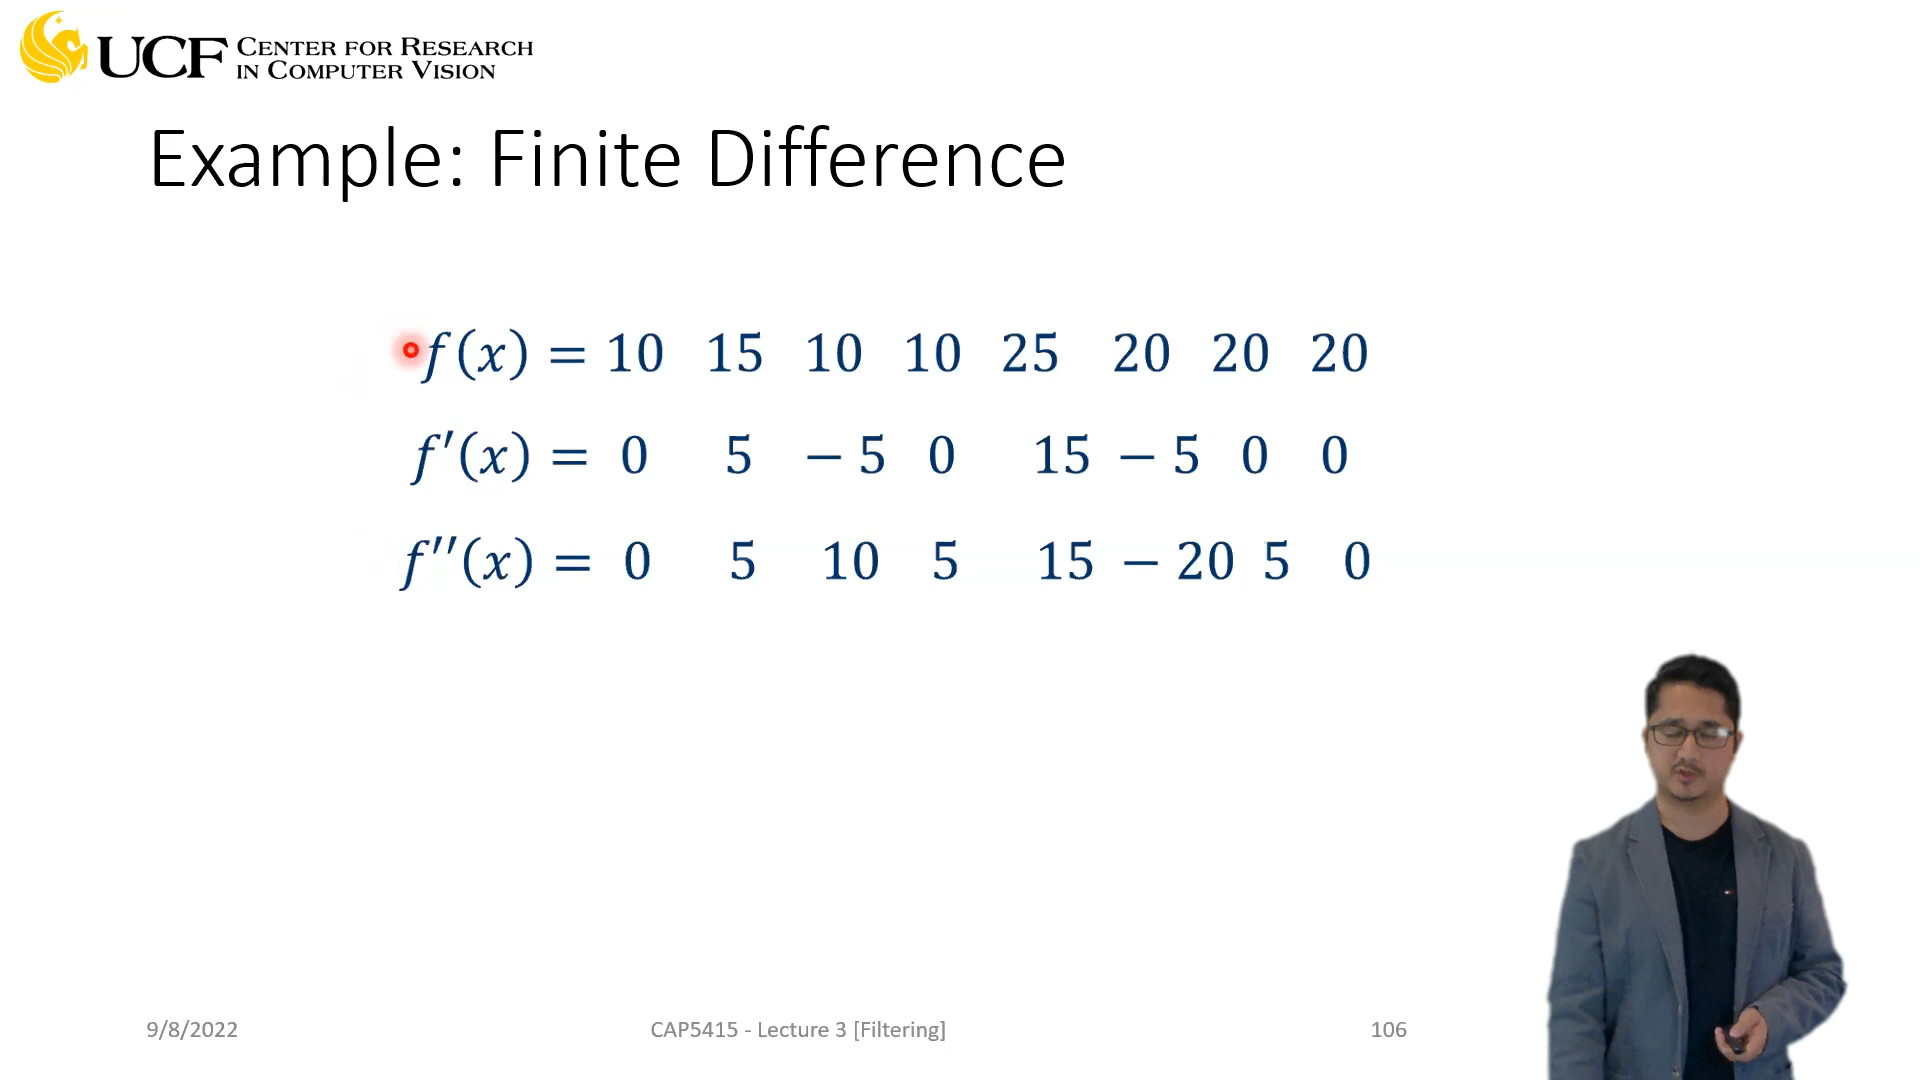 UCF CENTER FOR RESEARCH
IN COMPUTER VISION
Example: Finite Difference
f(x) = 10 15 10 10 25 20 20 20
f′(x) = 0 5 − 5 0 15 − 5 0 0
f′′(x) = 0 5 10 5 15 − 20 5 0
9/8/2022 CAP5415 - Lecture 3 [Filtering] 106